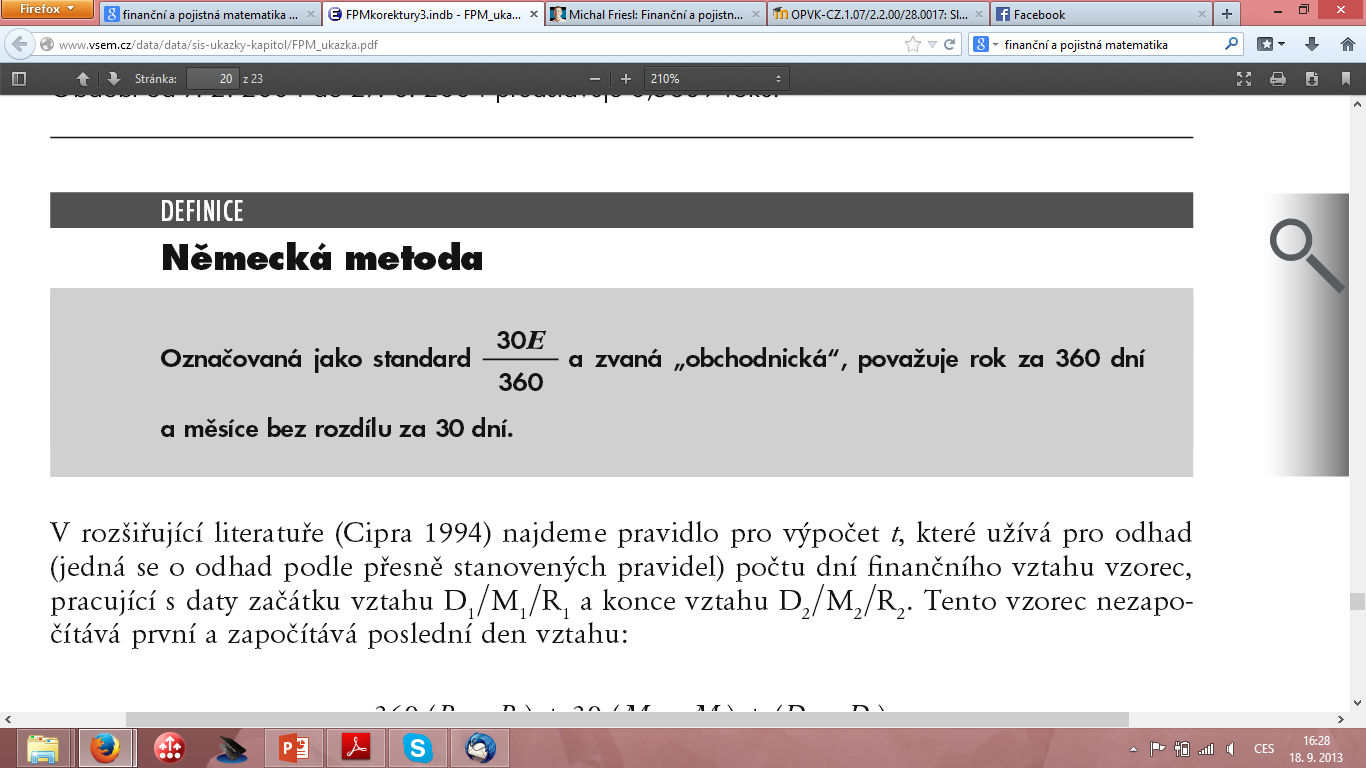 Firefox
finanční a pojistná matematika ...
FPMkorektury3.indb - FPM_uka...
Michal Friesl: Finanční a pojistn...
OPVK-CZ.1.07/2.2.00/28.0017: Sl...
Facebook
www.vsem.cz/data/data/sis-ukazky-kapitol/FPM_ukazka.pdf
finanční a pojistná matematika
Stránka: 20 z 23
210%
DEFINICE
Německá metoda
Označovaná jako standard 30E/360 a zvaná „obchodnická“, považuje rok za 360 dní
a měsíce bez rozdílu za 30 dní.
V rozšiřující literatuře (Cipra 1994) najdeme pravidlo pro výpočet t, které užívá pro odhad
(jedná se o odhad podle přesně stanovených pravidel) počtu dní finančního vztahu vzorec,
pracující s daty začátku vztahu D₁/M₁/R₁ a konce vztahu D₂/M₂/R₂. Tento vzorec nezapo-
čítává první a započítává poslední den vztahu:
CES
16:28
18. 9. 2013